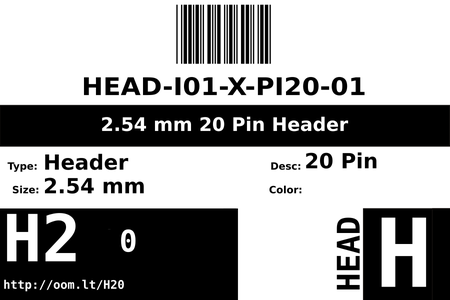 HEAD-I01-X-PI20-01
2.54 mm 20 Pin Header
Type: Header
Desc: 20 Pin
Size: 2.54 mm
Color:
H2 0
http://oom.lt/H20
HEAD
H